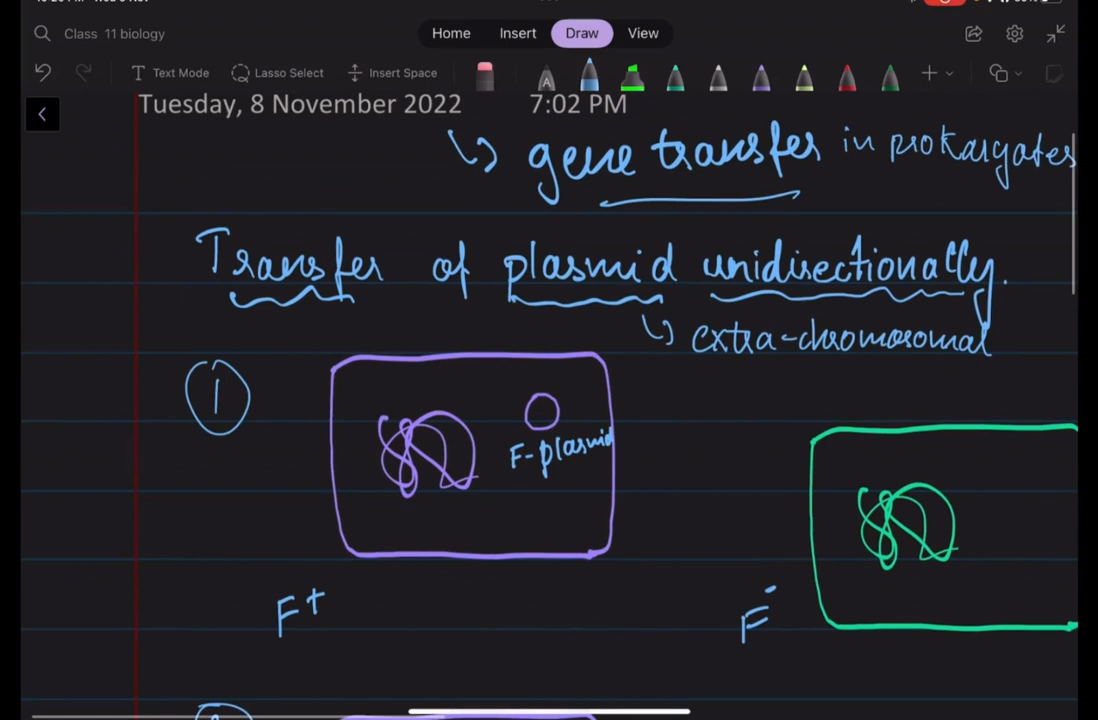 Class 11 biology
Home Insert Draw View
Text Mode Lasso Select Insert Space
A
Tuesday, 8 November 2022 7:02 PM
↳ gene transfer in prokaryates
Transfer of plasmid unidirectionally.
↳ extra-chromosomal
1
F-plasmid
F+
F-